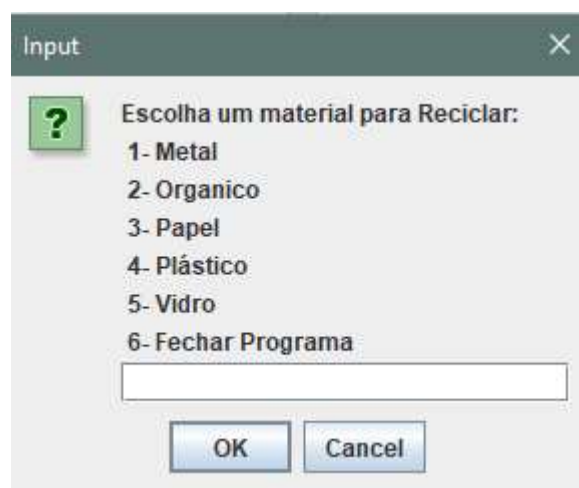 Input
Escolha um material para Reciclar:
1- Metal
2- Organico
3- Papel
4- Plástico
5- Vidro
6- Fechar Programa
OK Cancel